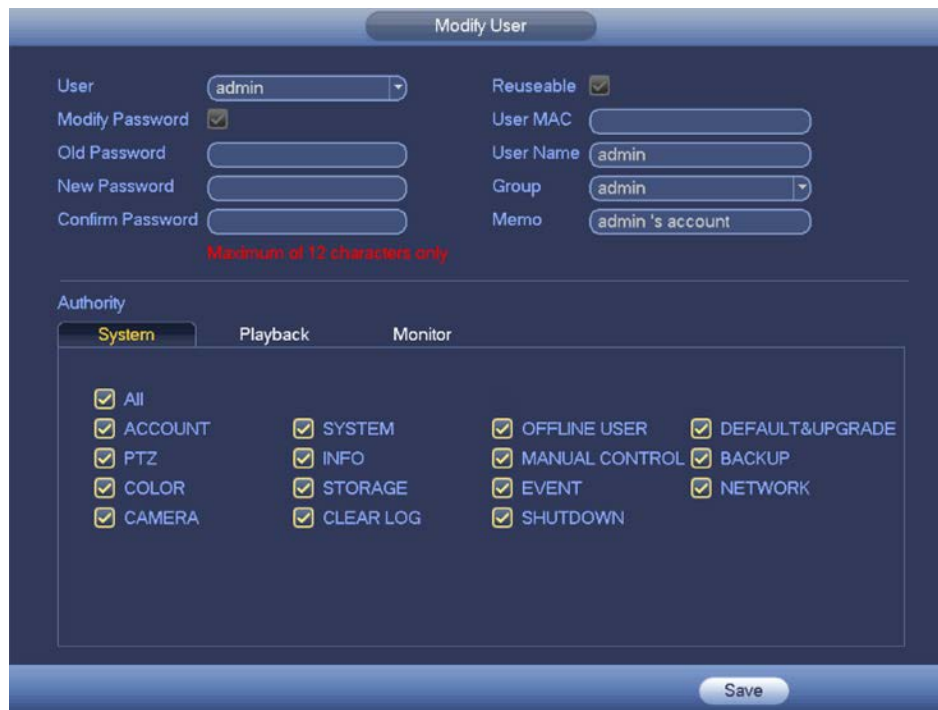 Modify User
User admin Reuseable
Modify Password User MAC
Old Password User Name admin
New Password Group admin
Confirm Password Memo admin 's account
Maximum of 12 characters only
Authority
System Playback Monitor
All
ACCOUNT SYSTEM OFFLINE USER DEFAULT&UPGRADE
PTZ INFO MANUAL CONTROL BACKUP
COLOR STORAGE EVENT NETWORK
CAMERA CLEAR LOG SHUTDOWN
Save